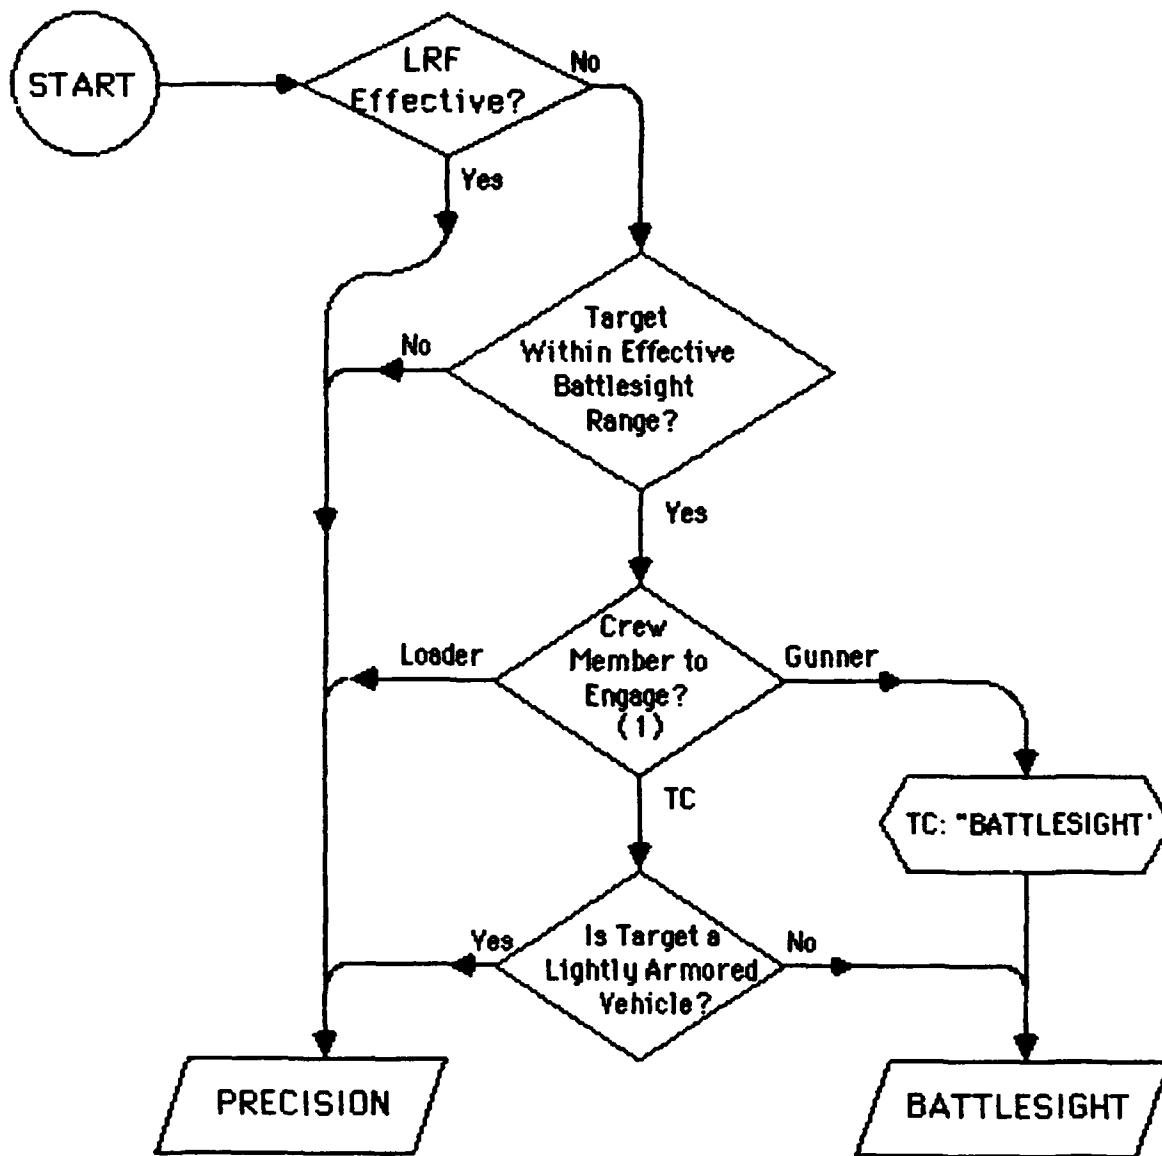 START
LRF
Effective?
No
Yes
Target
Within Effective
Battlesight
Range?
No
Yes
Crew
Member to
Engage?
(1)
Loader
Gunner
TC
TC: "BATTLESIGHT'
Is Target a
Lightly Armored
Vehicle?
Yes
No
PRECISION
BATTLESIGHT